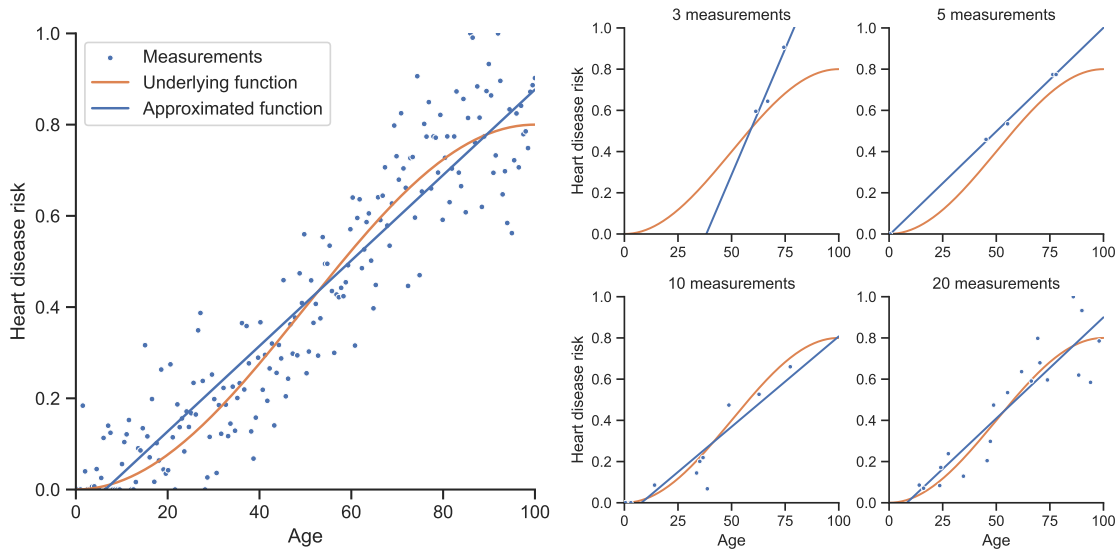 1.0
0.8
0.6
0.4
0.2
0.0
Heart disease risk
Measurements
Underlying function
Approximated function
0 20 40 60 80 100
Age
3 measurements
1.0
0.8
0.6
0.4
0.2
0.0
Heart disease risk
0 25 50 75 100
5 measurements
1.0
0.8
0.6
0.4
0.2
0.0
0 25 50 75 100
10 measurements
1.0
0.8
0.6
0.4
0.2
0.0
Heart disease risk
0 25 50 75 100
Age
20 measurements
1.0
0.8
0.6
0.4
0.2
0.0
0 25 50 75 100
Age